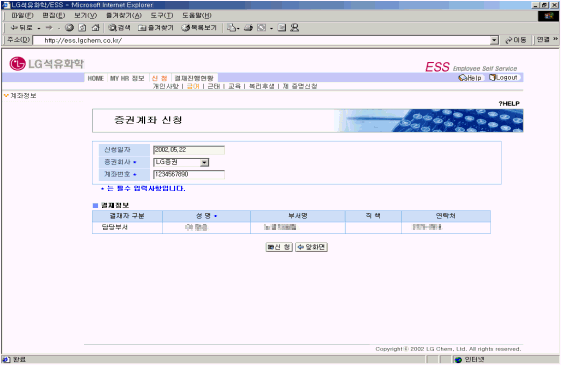 LG석유화학/ESS - Microsoft Internet Explorer
파일(F) 편집(E) 보기(V) 즐겨찾기(A) 도구(T) 도움말(H)
뒤로 검색 즐겨찾기 목록보기
주소(D) http://ess.lgchem.co.kr/ 이동 연결 »
LG석유화학
ESS Employee Self Service
Help Logout
HOME MY HR 정보 신청 결재진행현황
개인사항 | 급여 | 근태 | 교육 | 복리후생 | 제 증명신청
계좌정보
?HELP
증권계좌 신청
신청일자 2002.05.22
증권회사 * LG증권
계좌번호 * 1234567890
* 는 필수 입력사항입니다.
결재정보
결재자 구분 성 명 * 부서명 직 책 연락처
담당부서
신 청 앞화면
Copyright © 2002 LG Chem, Ltd. All rights reserved.
완료 인터넷